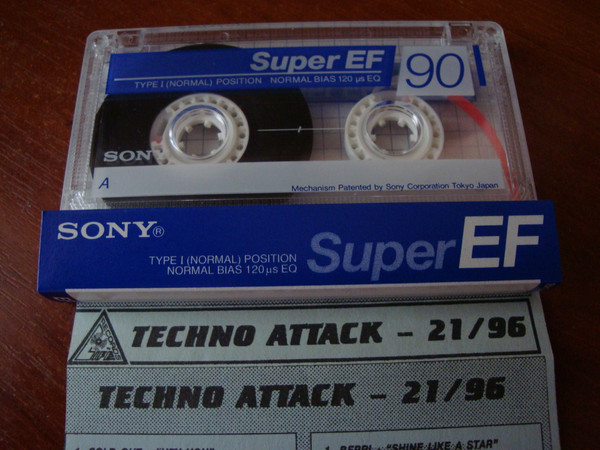 Super EF
90
TYPE I (NORMAL) POSITION NORMAL BIAS 120 µs EQ
SONY
A
Mechanism Patented by Sony Corporation Tokyo Japan
SONY®
TYPE I (NORMAL) POSITION
NORMAL BIAS 120 µs EQ
Super EF
TECHNO ATTACK - 21/96
TECHNO ATTACK - 21/96
"SHINE LIKE A STAR"